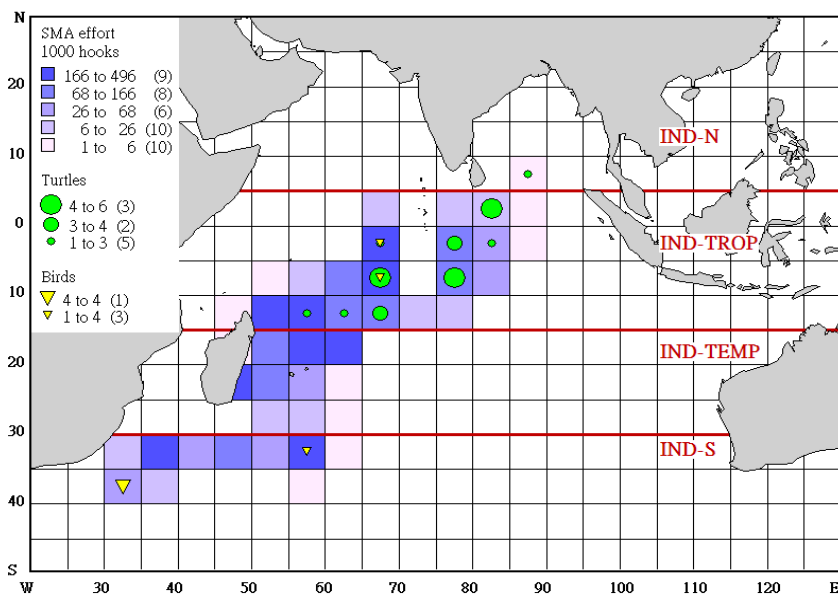 N
SMA effort
1000 hooks
166 to 496 (9)
68 to 166 (8)
26 to 68 (6)
6 to 26 (10)
1 to 6 (10)
Turtles
4 to 6 (3)
3 to 4 (2)
1 to 3 (5)
Birds
4 to 4 (1)
1 to 4 (3)
20
10
0
10
20
30
40
S
IND-N
IND-TROP
IND-TEMP
IND-S
W 30 40 50 60 70 80 90 100 110 120 E